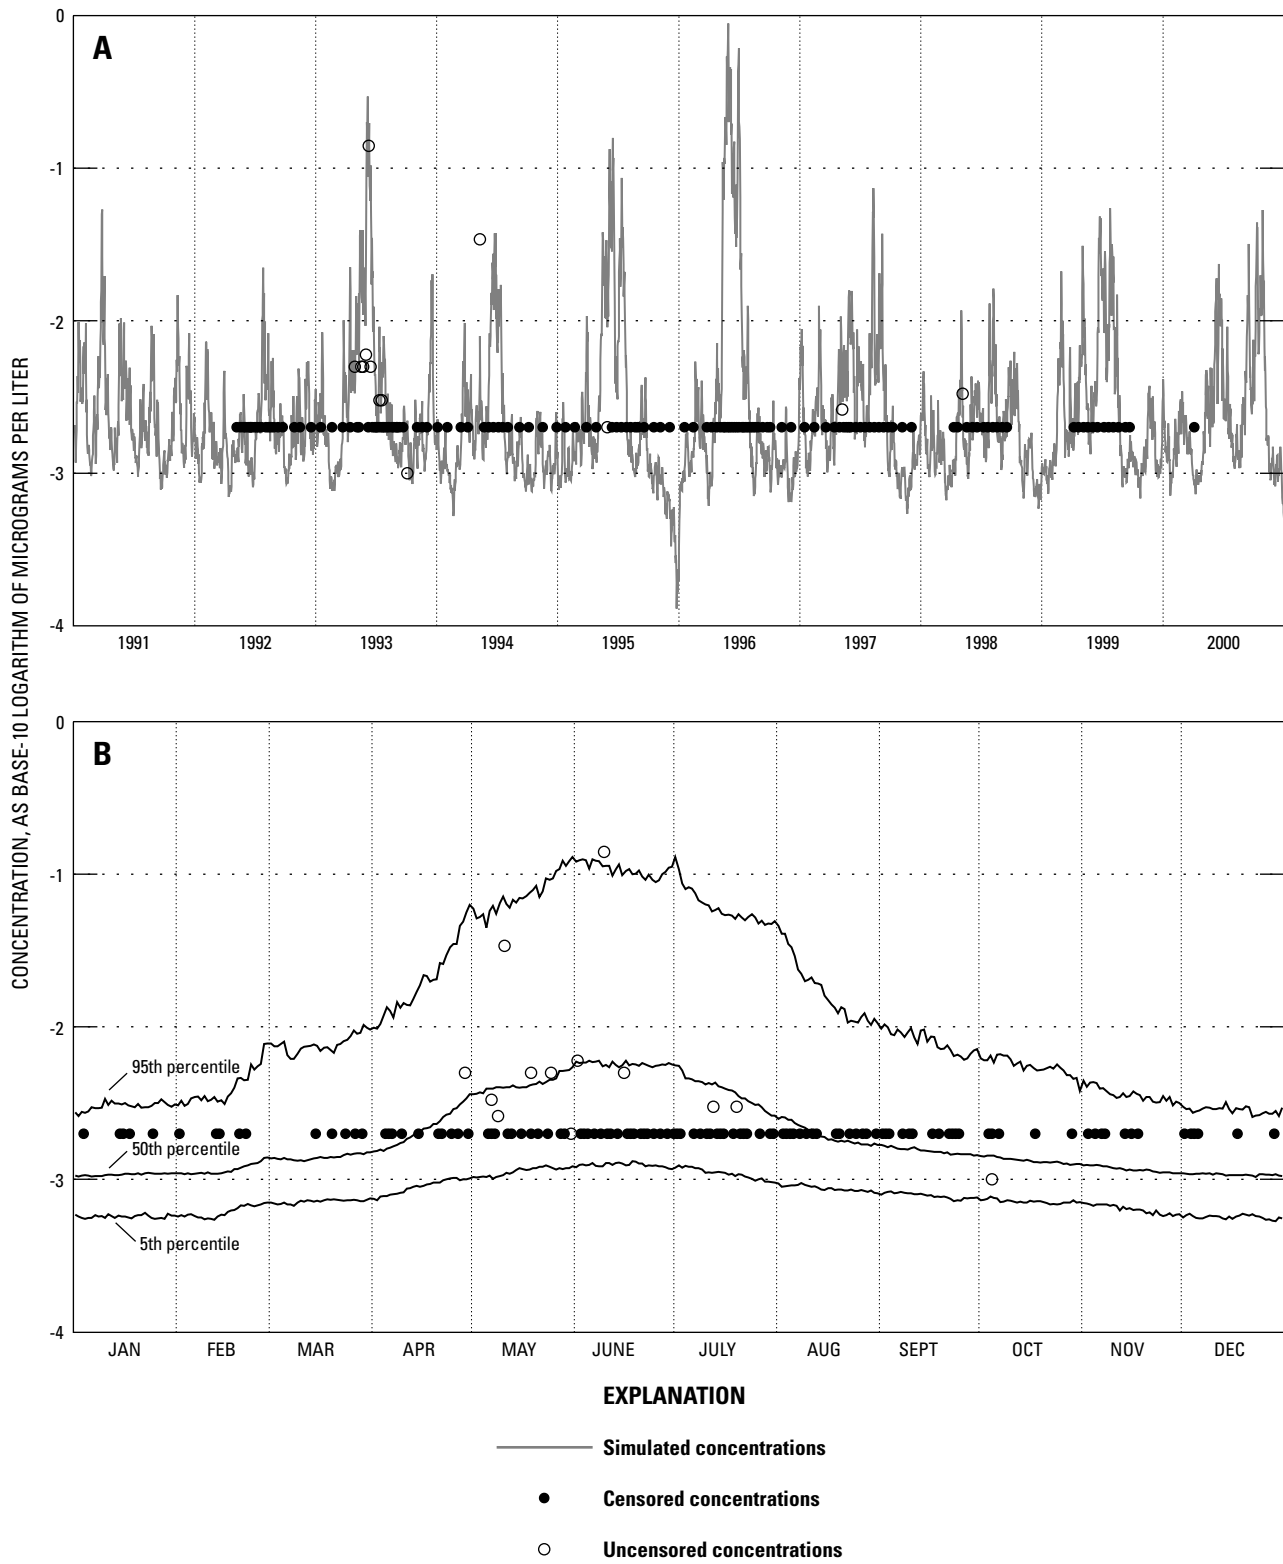 CONCENTRATION, AS BASE-10 LOGARITHM OF MICROGRAMS PER LITER
A
0
-1
-2
-3
-4
1991 1992 1993 1994 1995 1996 1997 1998 1999 2000
B
0
-1
-2
-3
-4
95th percentile
50th percentile
5th percentile
JAN FEB MAR APR MAY JUNE JULY AUG SEPT OCT NOV DEC
EXPLANATION
Simulated concentrations
Censored concentrations
Uncensored concentrations